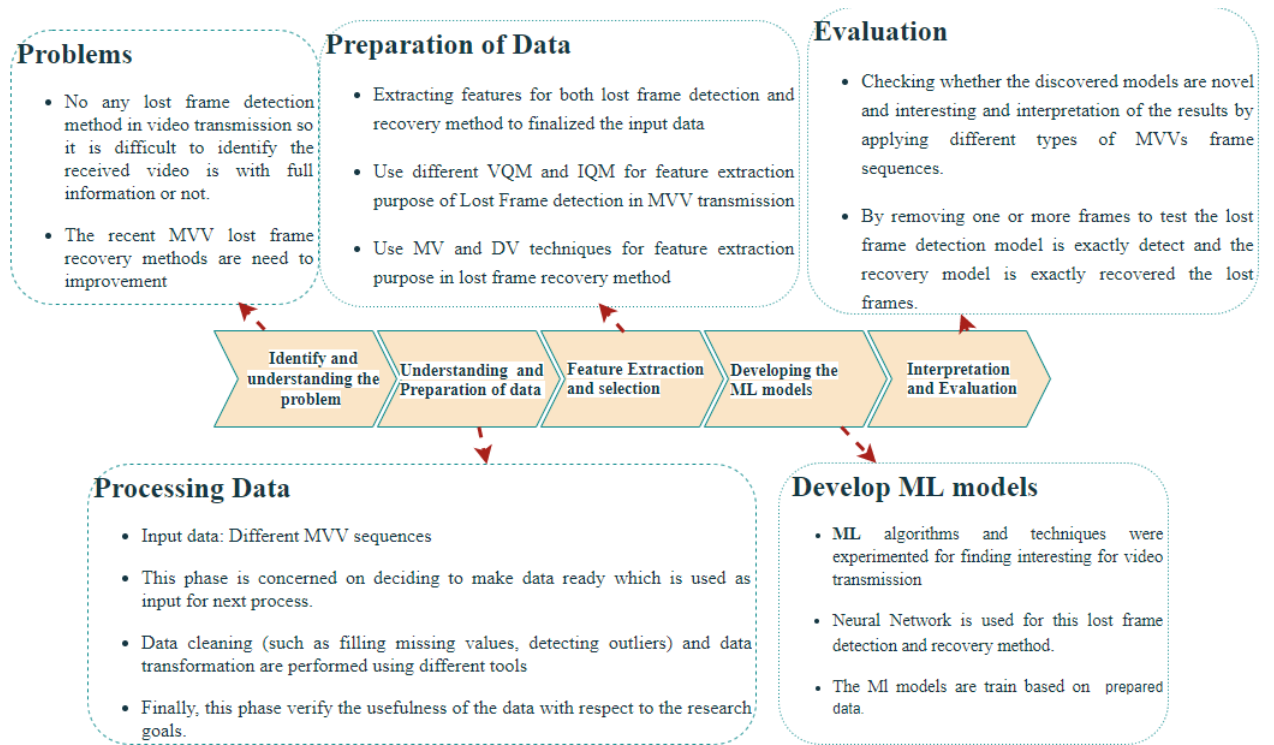 Problems
• No any lost frame detection
method in video transmission so
it is difficult to identify the
received video is with full
information or not.
• The recent MVV lost frame
recovery methods are need to
improvement
Preparation of Data
• Extracting features for both lost frame detection and
recovery method to finalized the input data
• Use different VQM and IQM for feature extraction
purpose of Lost Frame detection in MVV transmission
• Use MV and DV techniques for feature extraction
purpose in lost frame recovery method
Evaluation
• Checking whether the discovered models are novel
and interesting and interpretation of the results by
applying different types of MVVs frame
sequences.
• By removing one or more frames to test the lost
frame detection model is exactly detect and the
recovery model is exactly recovered the lost
frames.
Identify and
understanding the
problem
Understanding and
Preparation of data
Feature Extraction
and selection
Developing the
ML models
Interpretation
and Evaluation
Processing Data
• Input data: Different MVV sequences
• This phase is concerned on deciding to make data ready which is used as
input for next process.
• Data cleaning (such as filling missing values, detecting outliers) and data
transformation are performed using different tools
• Finally, this phase verify the usefulness of the data with respect to the research
goals.
Develop ML models
• ML algorithms and techniques were
experimented for finding interesting for video
transmission
• Neural Network is used for this lost frame
detection and recovery method.
• The Ml models are train based on prepared
data.